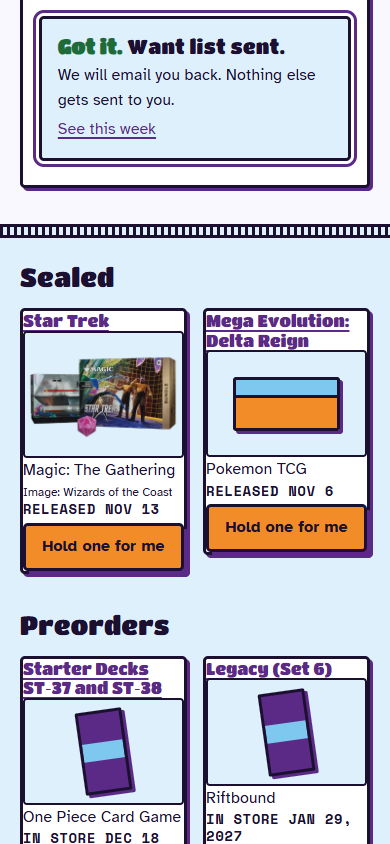 Got it. Want list sent.
We will email you back. Nothing else
gets sent to you.
See this week
Sealed
Star Trek
MAGIC
STAR TREK
Magic: The Gathering
Image: Wizards of the Coast
RELEASED NOV 13
Hold one for me
Mega Evolution:
Delta Reign
Pokemon TCG
RELEASED NOV 6
Hold one for me
Preorders
Starter Decks
ST-37 and ST-38
One Piece Card Game
IN STORE DEC 18
Legacy (Set 6)
Riftbound
IN STORE JAN 29,
2027